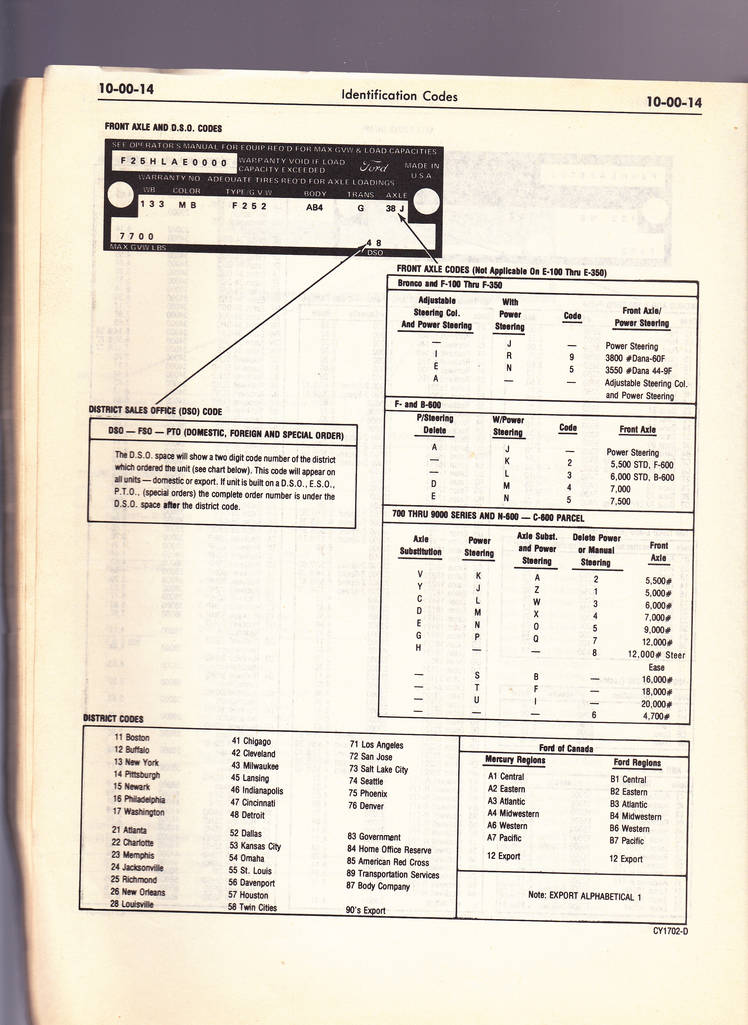 10-00-14 Identification Codes 10-00-14
FRONT AXLE AND D.S.O. CODES
SEE OPERATOR'S MANUAL FOR EQUIP REQ'D FOR MAX GVW & LOAD CAPACITIES
F25HLAE0000 WARRANTY VOID IF LOAD CAPACITY EXCEEDED Ford MADE IN U.S.A.
WARRANTY NO. ADEQUATE TIRES REQ'D FOR AXLE LOADINGS
WB COLOR TYPE/G.V.W. BODY TRANS AXLE
133 MB F252 AB4 G 38 J
7700 48
MAX GVW LBS DSO
FRONT AXLE CODES (Not Applicable On E-100 Thru E-350)
Bronco and F-100 Thru F-350
Adjustable Steering Col. And Power Steering With Power Steering Code Front Axle/ Power Steering
— J — Power Steering
I R 9 3800 #Dana-60F
E N 5 3550 #Dana 44-9F
A — — Adjustable Steering Col. and Power Steering
F- and B-600
P/Steering Delete W/Power Steering Code Front Axle
A J — Power Steering
— K 2 5,500 STD, F-600
— L 3 6,000 STD, B-600
D M 4 7,000
E N 5 7,500
700 THRU 9000 SERIES AND N-600 — C-600 PARCEL
Axle Substitution Power Steering Axle Subst. and Power Steering Delete Power or Manual Steering Front Axle
V K A 2 5,500#
Y J Z 1 5,000#
C L W 3 6,000#
D M X 4 7,000#
E N O 5 9,000#
G P Q 7 12,000#
H — — 8 12,000# Steer Ease
— S B — 16,000#
— T F — 18,000#
— U I — 20,000#
— — — 6 4,700#
DISTRICT SALES OFFICE (DSO) CODE
DSO — FSO — PTO (DOMESTIC, FOREIGN AND SPECIAL ORDER)
The D.S.O. space will show a two digit code number of the district
which ordered the unit (see chart below). This code will appear on
all units — domestic or export. If unit is built on a D.S.O., E.S.O.,
P.T.O., (special orders) the complete order number is under the
D.S.O. space after the district code.
DISTRICT CODES
11 Boston
12 Buffalo
13 New York
14 Pittsburgh
15 Newark
16 Philadelphia
17 Washington
21 Atlanta
22 Charlotte
23 Memphis
24 Jacksonville
25 Richmond
26 New Orleans
28 Louisville
41 Chigago
42 Cleveland
43 Milwaukee
45 Lansing
46 Indianapolis
47 Cincinnati
48 Detroit
52 Dallas
53 Kansas City
54 Omaha
55 St. Louis
56 Davenport
57 Houston
58 Twin Cities
71 Los Angeles
72 San Jose
73 Salt Lake City
74 Seattle
75 Phoenix
76 Denver
83 Government
84 Home Office Reserve
85 American Red Cross
89 Transportation Services
87 Body Company
90's Export
Ford of Canada
Mercury Regions
A1 Central
A2 Eastern
A3 Atlantic
A4 Midwestern
A6 Western
A7 Pacific
12 Export
Ford Regions
B1 Central
B2 Eastern
B3 Atlantic
B4 Midwestern
B6 Western
B7 Pacific
12 Export
Note: EXPORT ALPHABETICAL 1
CY1702-D